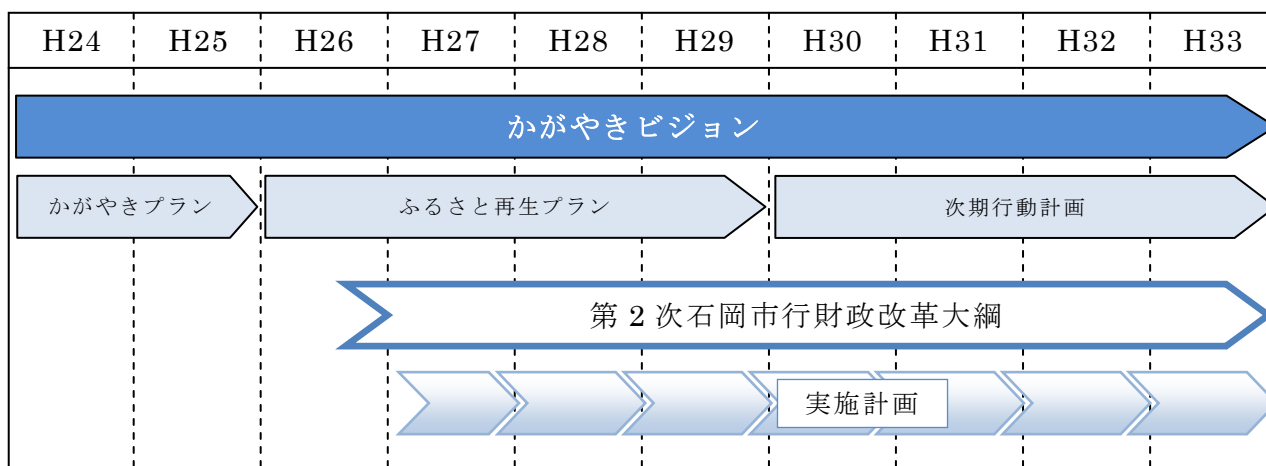 H24 H25 H26 H27 H28 H29 H30 H31 H32 H33
かがやきビジョン
かがやきプラン ふるさと再生プラン 次期行動計画
第2次石岡市行財政改革大綱
実施計画